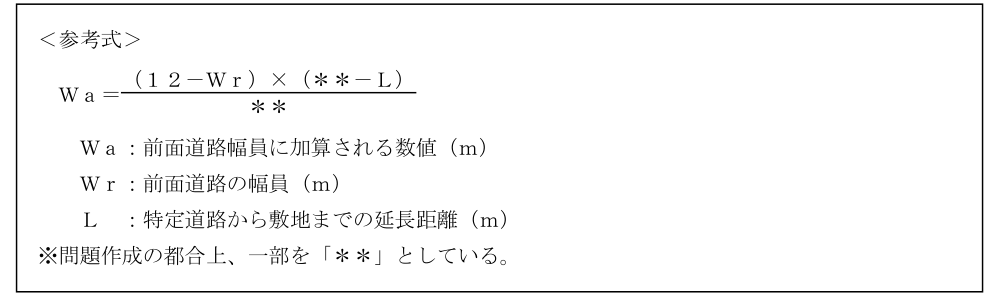 ＜参考式＞
Ｗａ＝（１２－Ｗｒ）×（＊＊－Ｌ）
＊＊
Ｗａ：前面道路幅員に加算される数値（ｍ）
Ｗｒ：前面道路の幅員（ｍ）
Ｌ　：特定道路から敷地までの延長距離（ｍ）
※問題作成の都合上、一部を「＊＊」としている。